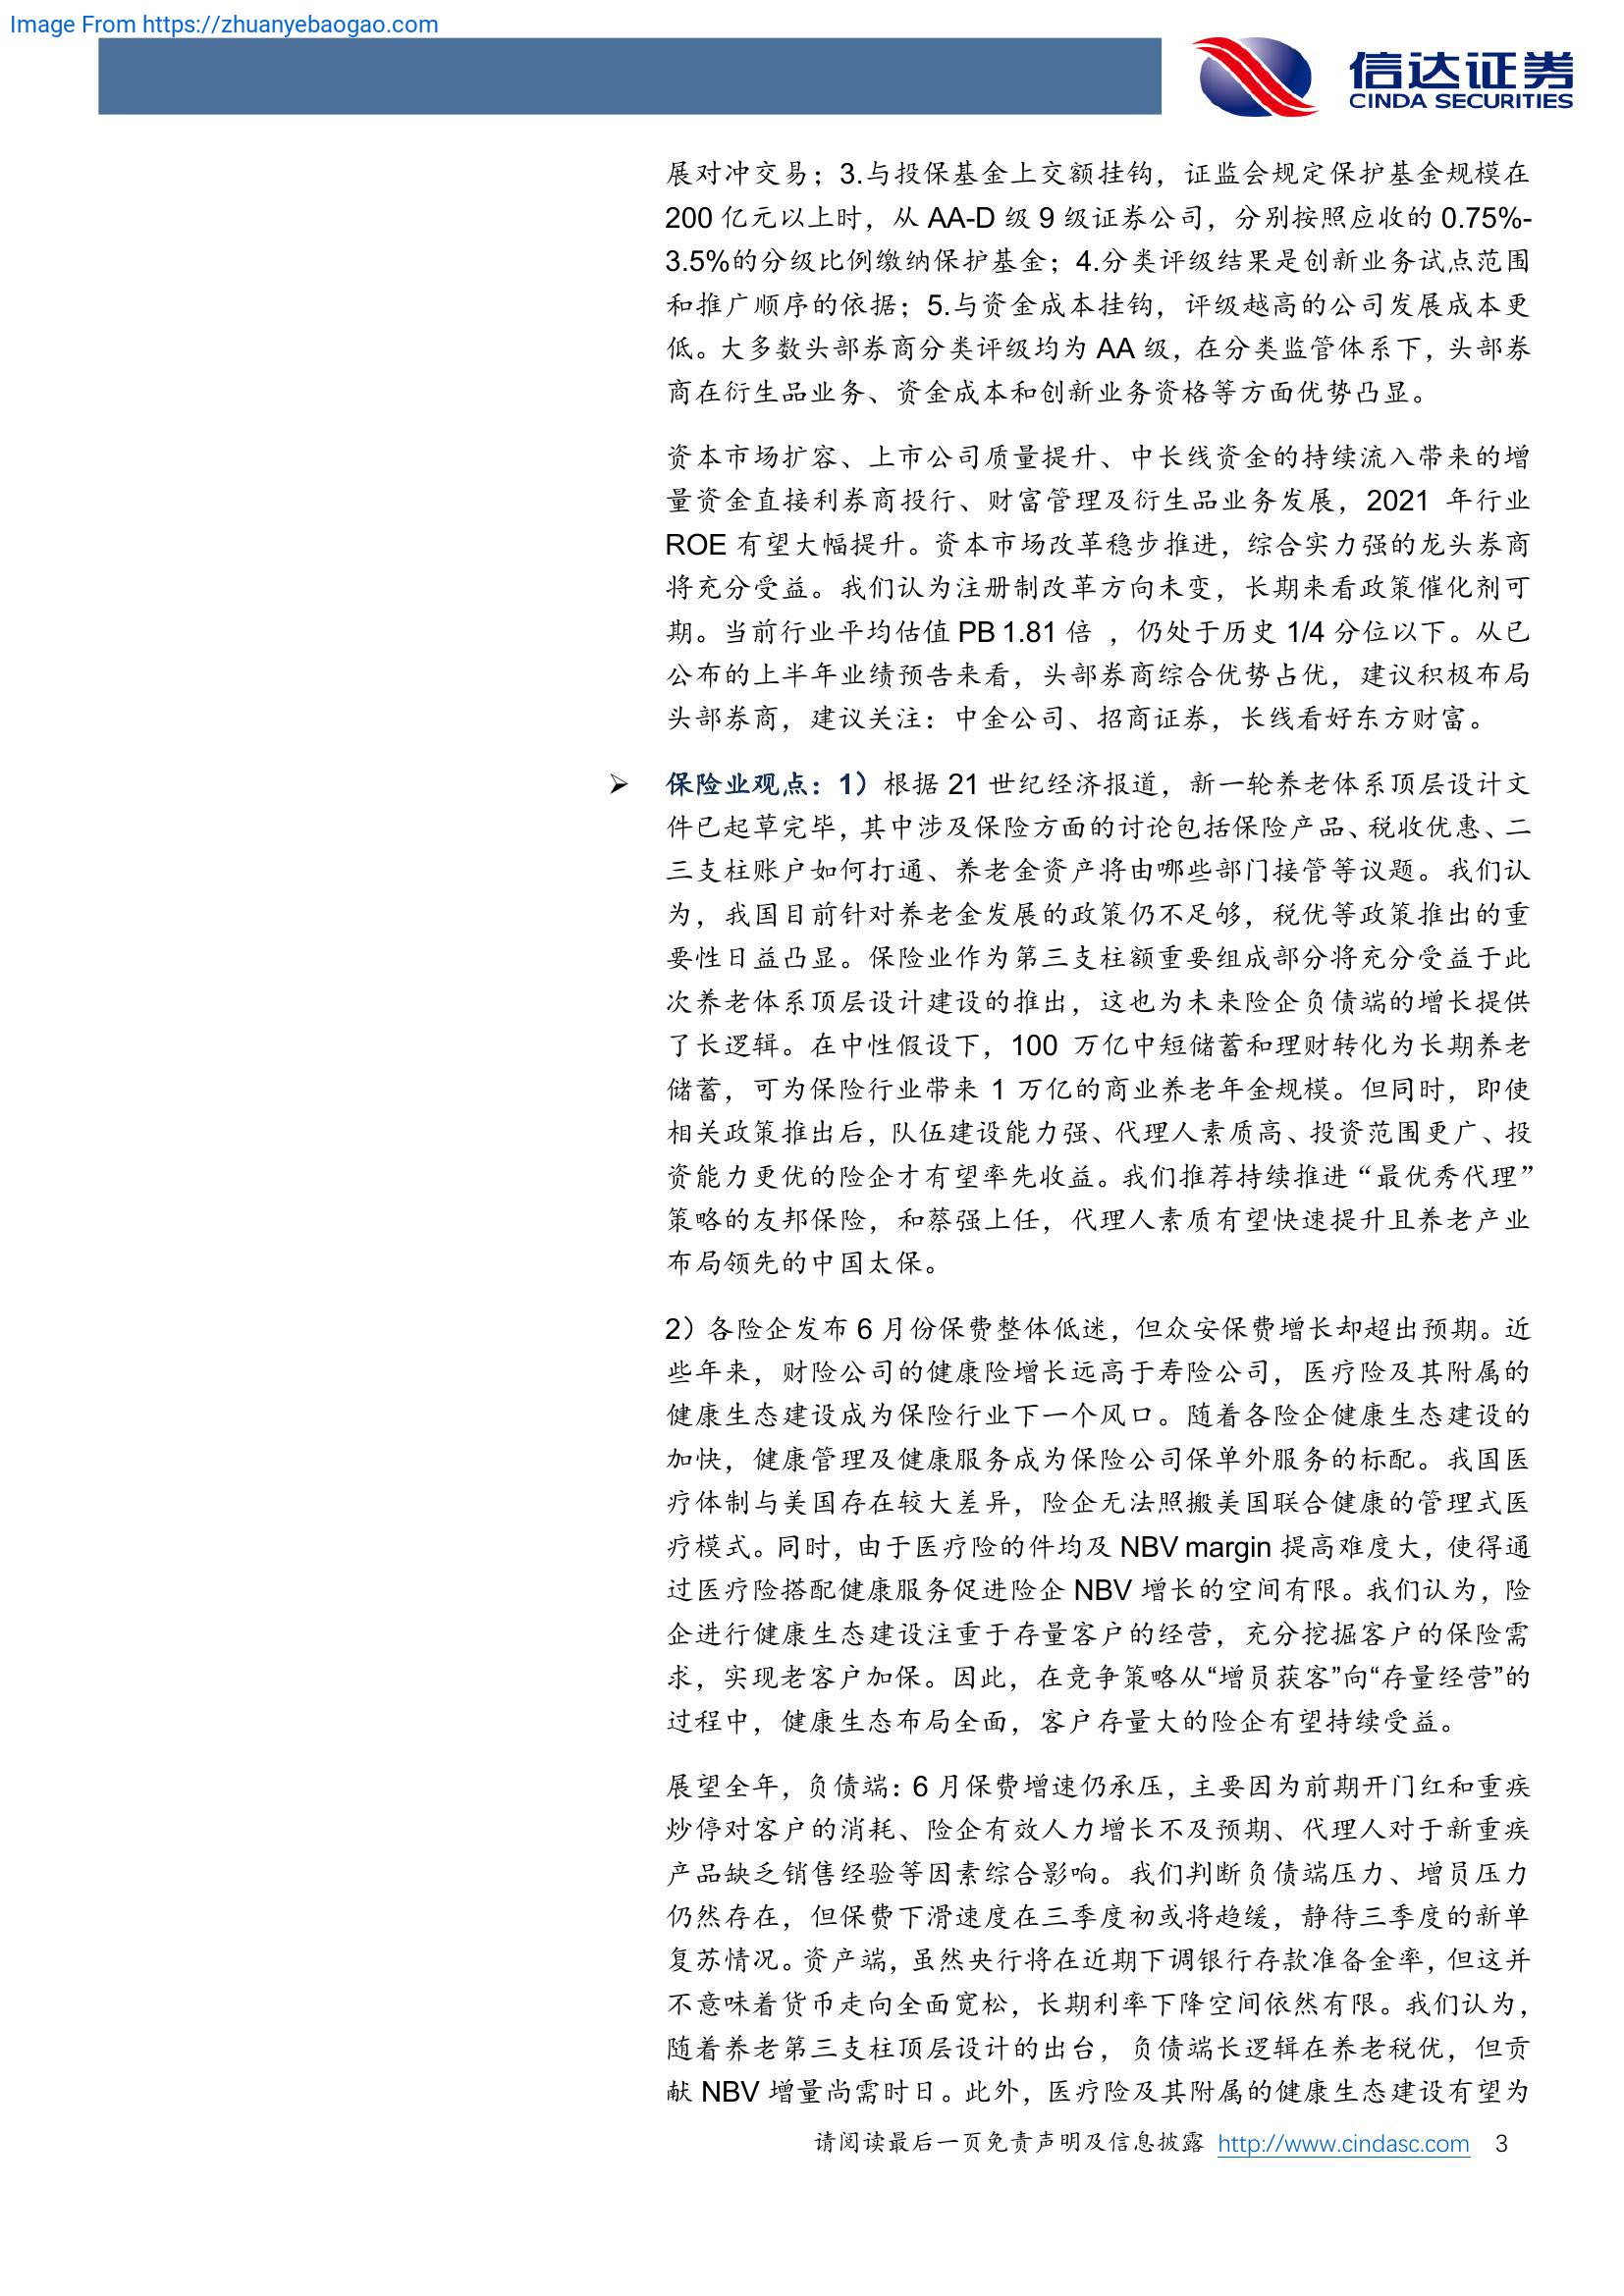 Image From https://zhuanyebaogao.com
信达证券
CINDA SECURITIES
展对冲交易；3.与投保基金上交额挂钩，证监会规定保护基金规模在
200 亿元以上时，从 AA-D 级 9 级证券公司，分别按照应收的 0.75%-
3.5%的分级比例缴纳保护基金；4.分类评级结果是创新业务试点范围
和推广顺序的依据；5.与资金成本挂钩，评级越高的公司发展成本更
低。大多数头部券商分类评级均为 AA 级，在分类监管体系下，头部券
商在衍生品业务、资金成本和创新业务资格等方面优势凸显。
资本市场扩容、上市公司质量提升、中长线资金的持续流入带来的增
量资金直接利券商投行、财富管理及衍生品业务发展，2021 年行业
ROE 有望大幅提升。资本市场改革稳步推进，综合实力强的龙头券商
将充分受益。我们认为注册制改革方向未变，长期来看政策催化剂可
期。当前行业平均估值 PB 1.81 倍 ，仍处于历史 1/4 分位以下。从已
公布的上半年业绩预告来看，头部券商综合优势占优，建议积极布局
头部券商，建议关注：中金公司、招商证券，长线看好东方财富。
➢ 保险业观点：1）根据 21 世纪经济报道，新一轮养老体系顶层设计文
件已起草完毕，其中涉及保险方面的讨论包括保险产品、税收优惠、二
三支柱账户如何打通、养老金资产将由哪些部门接管等议题。我们认
为，我国目前针对养老金发展的政策仍不足够，税优等政策推出的重
要性日益凸显。保险业作为第三支柱额重要组成部分将充分受益于此
次养老体系顶层设计建设的推出，这也为未来险企负债端的增长提供
了长逻辑。在中性假设下，100 万亿中短储蓄和理财转化为长期养老
储蓄，可为保险行业带来 1 万亿的商业养老年金规模。但同时，即使
相关政策推出后，队伍建设能力强、代理人素质高、投资范围更广、投
资能力更优的险企才有望率先收益。我们推荐持续推进“最优秀代理”
策略的友邦保险，和蔡强上任，代理人素质有望快速提升且养老产业
布局领先的中国太保。
2）各险企发布 6 月份保费整体低迷，但众安保费增长却超出预期。近
些年来，财险公司的健康险增长远高于寿险公司，医疗险及其附属的
健康生态建设成为保险行业下一个风口。随着各险企健康生态建设的
加快，健康管理及健康服务成为保险公司保单外服务的标配。我国医
疗体制与美国存在较大差异，险企无法照搬美国联合健康的管理式医
疗模式。同时，由于医疗险的件均及 NBV margin 提高难度大，使得通
过医疗险搭配健康服务促进险企 NBV 增长的空间有限。我们认为，险
企进行健康生态建设注重于存量客户的经营，充分挖掘客户的保险需
求，实现老客户加保。因此，在竞争策略从“增员获客”向“存量经营”的
过程中，健康生态布局全面，客户存量大的险企有望持续受益。
展望全年，负债端：6 月保费增速仍承压，主要因为前期开门红和重疾
炒停对客户的消耗、险企有效人力增长不及预期、代理人对于新重疾
产品缺乏销售经验等因素综合影响。我们判断负债端压力、增员压力
仍然存在，但保费下滑速度在三季度初或将趋缓，静待三季度的新单
复苏情况。资产端，虽然央行将在近期下调银行存款准备金率，但这并
不意味着货币走向全面宽松，长期利率下降空间依然有限。我们认为，
随着养老第三支柱顶层设计的出台，负债端长逻辑在养老税优，但贡
献 NBV 增量尚需时日。此外，医疗险及其附属的健康生态建设有望为
请阅读最后一页免责声明及信息披露 http://www.cindasc.com 3